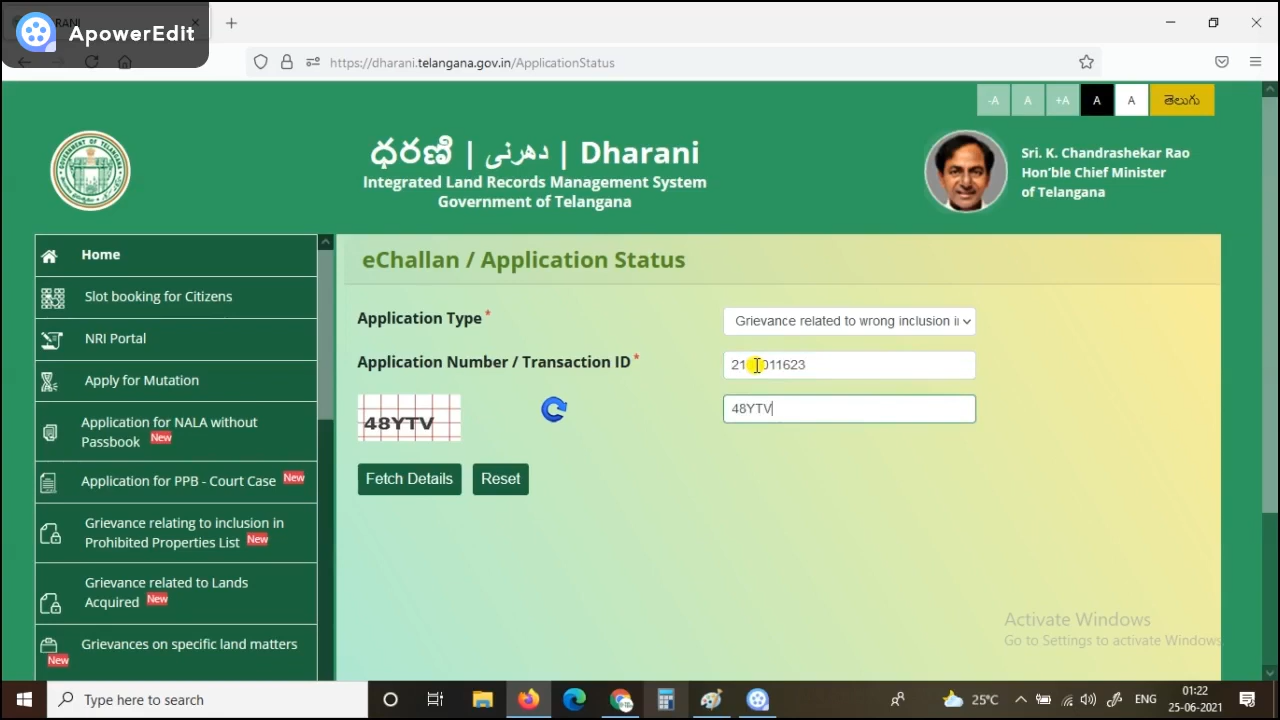 ApowerEdit
https://dharani.telangana.gov.in/ApplicationStatus
-A A +A A A తెలుగు
ధరణి | دھرنی | Dharani
Integrated Land Records Management System
Government of Telangana
Sri. K. Chandrashekar Rao
Hon'ble Chief Minister
of Telangana
Home
Slot booking for Citizens
NRI Portal
Apply for Mutation
Application for NALA without
Passbook New
Application for PPB - Court Case New
Grievance relating to inclusion in
Prohibited Properties List New
Grievance related to Lands
Acquired New
Grievances on specific land matters
New
eChallan / Application Status
Application Type *
Grievance related to wrong inclusion i
Application Number / Transaction ID *
48YTV
48YTV
Fetch Details Reset
Activate Windows
Go to Settings to activate Windows
Type here to search
25°C
ENG
01:22
25-06-2021